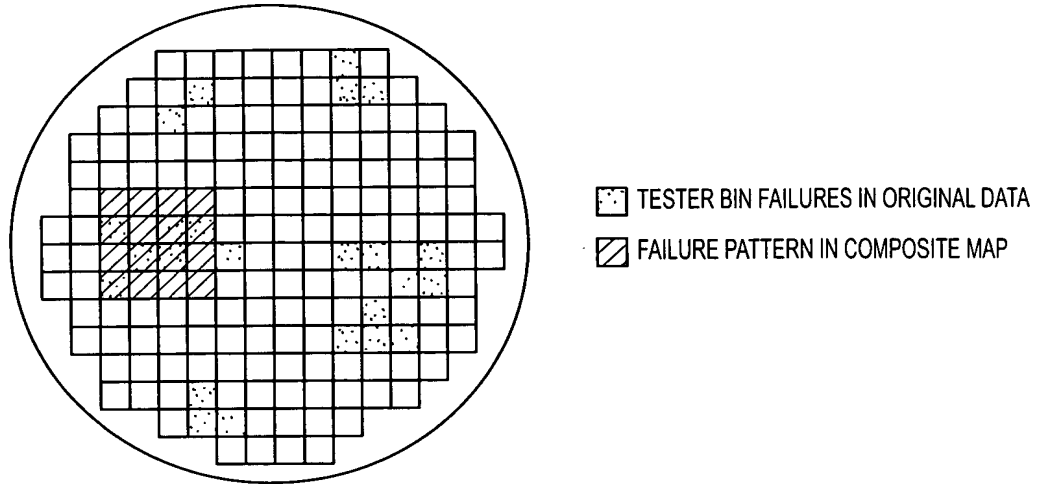 TESTER BIN FAILURES IN ORIGINAL DATA
FAILURE PATTERN IN COMPOSITE MAP